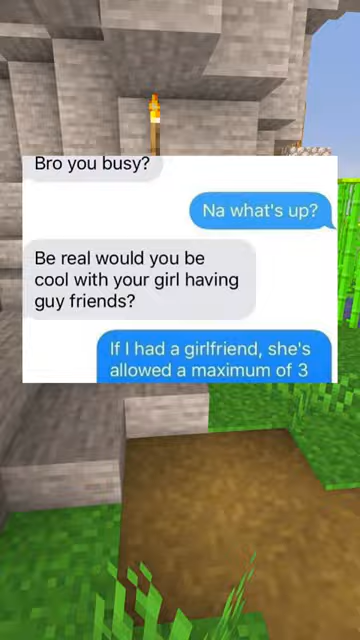 Bro you busy?
Na what's up?
Be real would you be
cool with your girl having
guy friends?
If I had a girlfriend, she's
allowed a maximum of 3